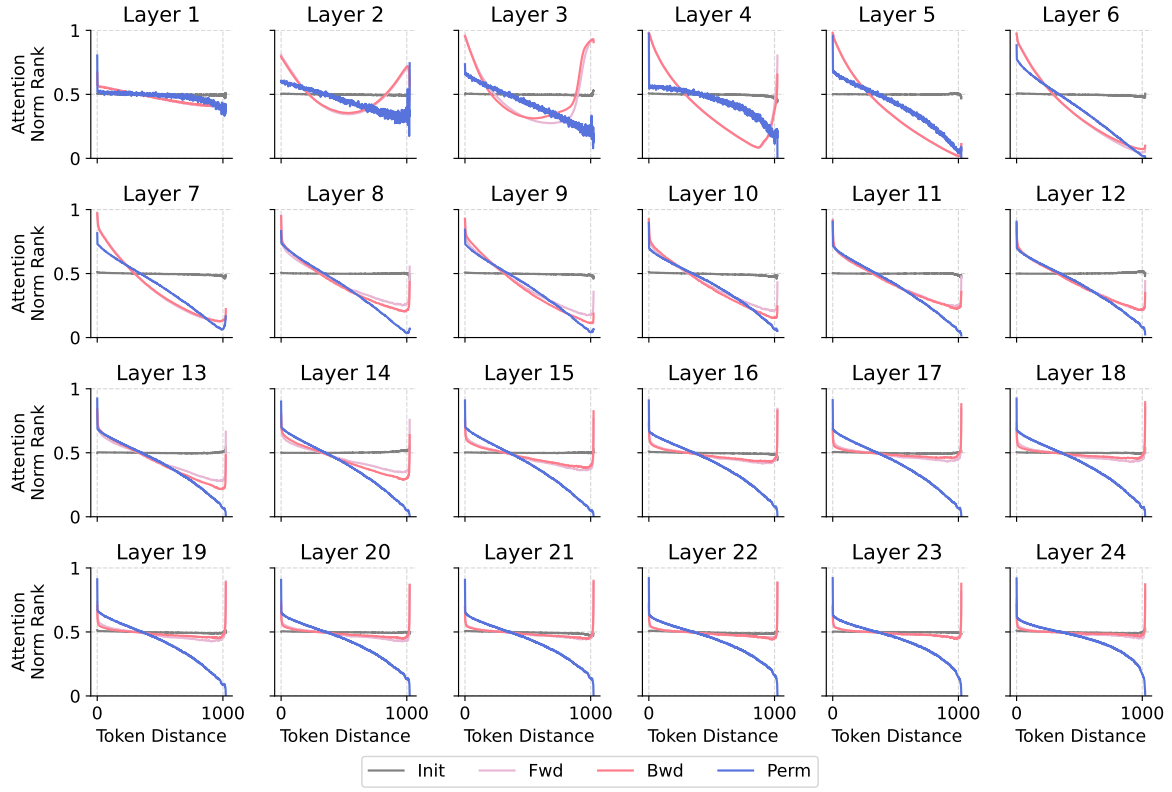 Layer 1 Layer 2 Layer 3 Layer 4 Layer 5 Layer 6
Attention
Norm Rank
1
0.5
0
Layer 7 Layer 8 Layer 9 Layer 10 Layer 11 Layer 12
Attention
Norm Rank
1
0.5
0
Layer 13 Layer 14 Layer 15 Layer 16 Layer 17 Layer 18
Attention
Norm Rank
1
0.5
0
Layer 19 Layer 20 Layer 21 Layer 22 Layer 23 Layer 24
Attention
Norm Rank
1
0.5
0
0 1000 0 1000 0 1000 0 1000 0 1000 0 1000
Token Distance Token Distance Token Distance Token Distance Token Distance Token Distance
Init Fwd Bwd Perm